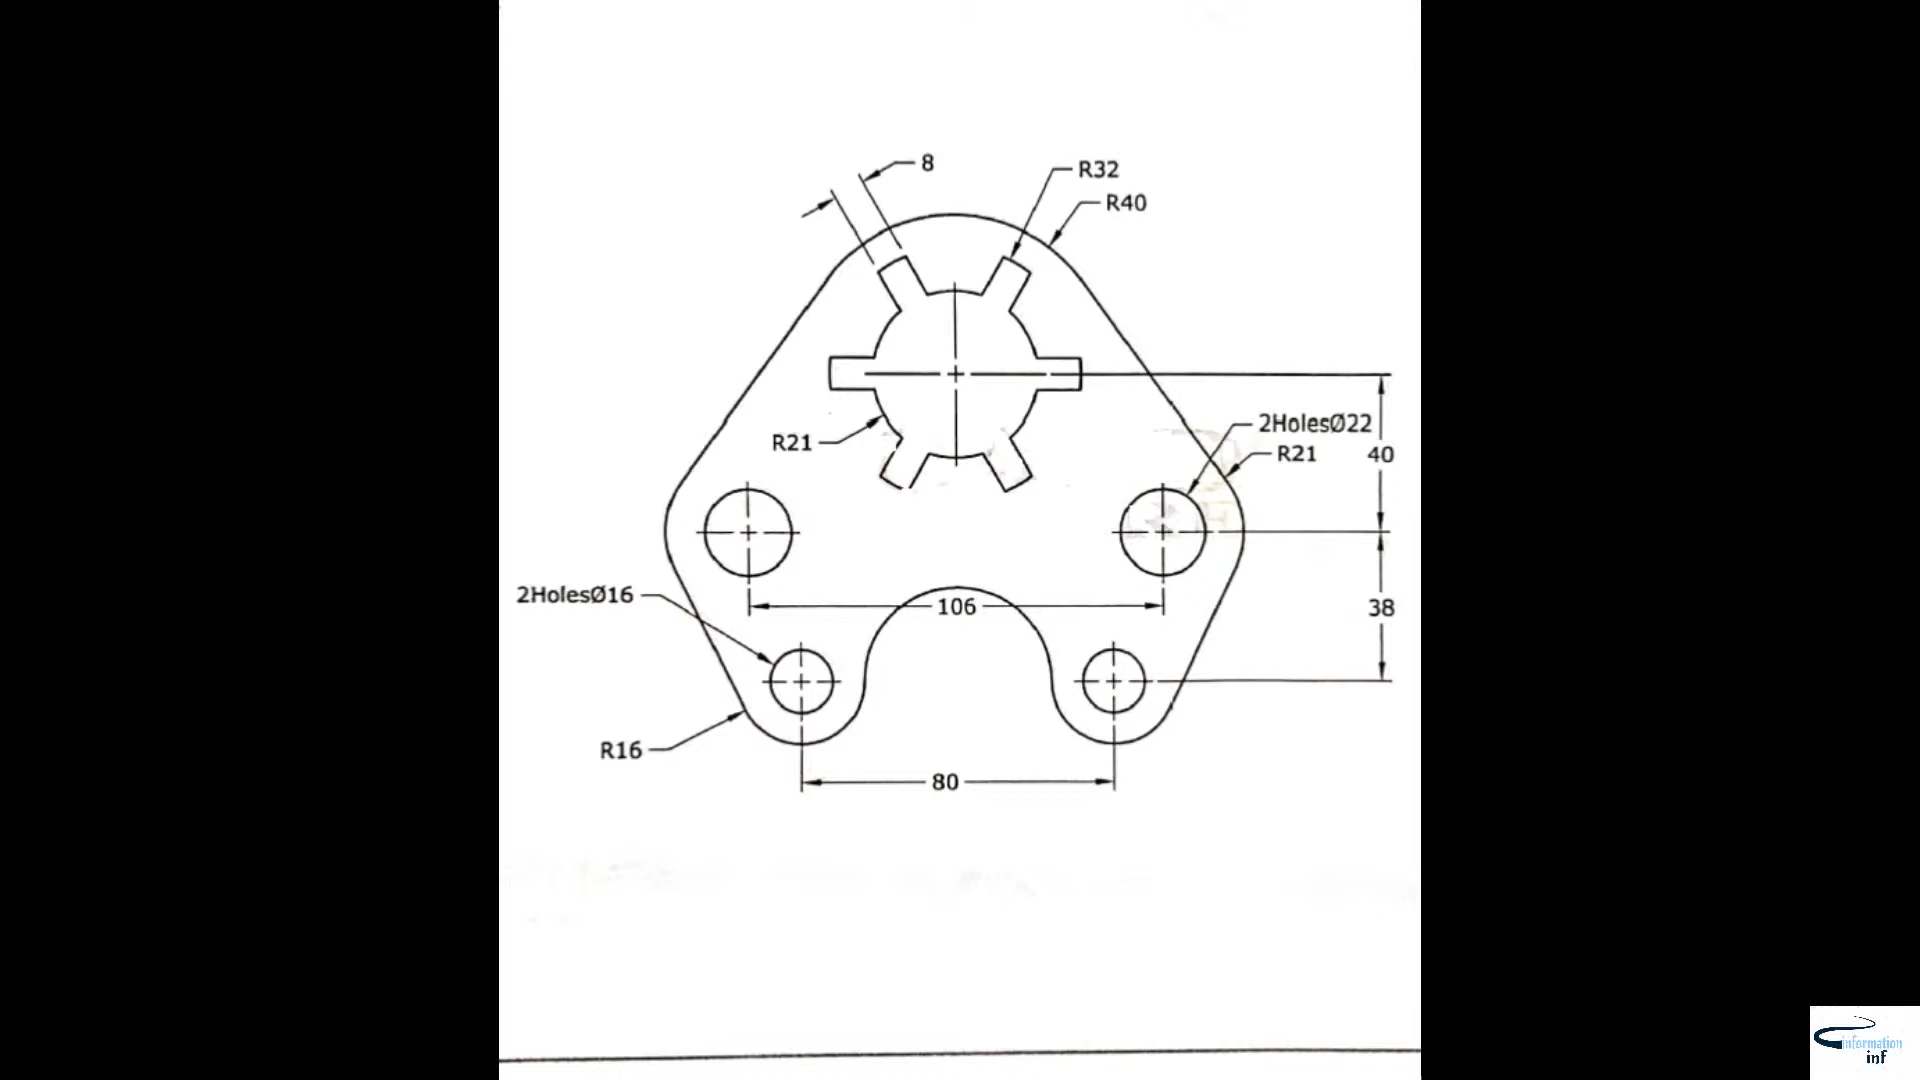 8
R32
R40
2HolesØ22
R21
R21
40
2HolesØ16
106
38
R16
80
information
inf